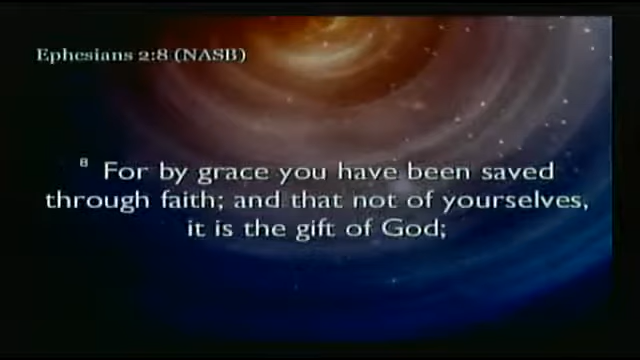 Ephesians 2:8 (NASB)
8 For by grace you have been saved
through faith; and that not of yourselves,
it is the gift of God;